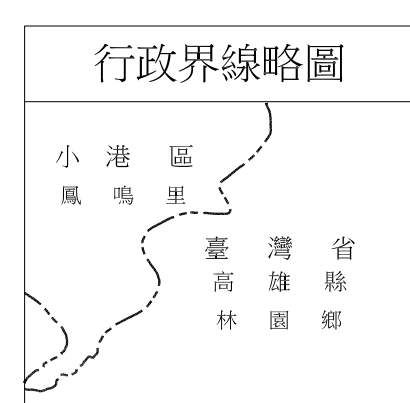 行政界線略圖
小港區
鳳鳴里
臺灣省
高雄縣
林園鄉